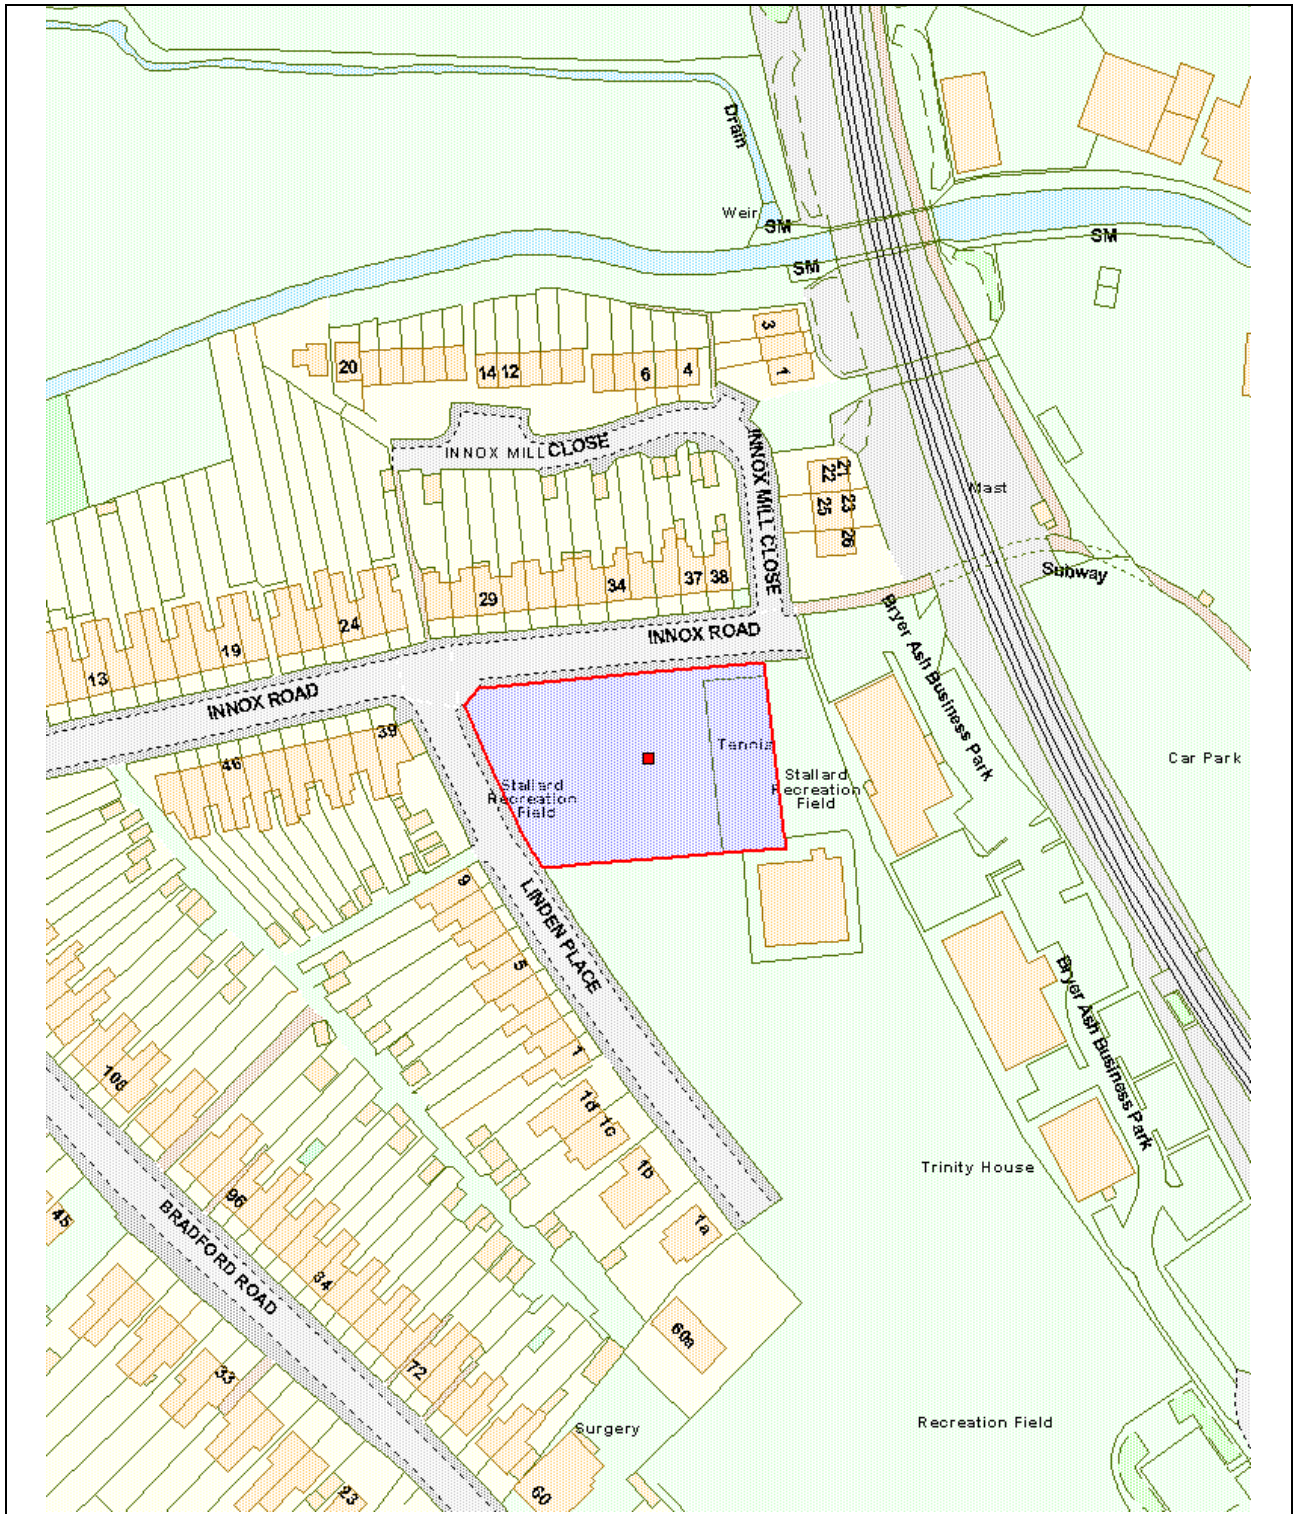 Drain
Weir
SM
SM
SM
3
1
20
14
12
6
4
INNOX MILL CLOSE
INNOX MILL CLOSE
21
22
23
25
26
Mast
Subway
37
38
34
29
24
19
13
INNOX ROAD
INNOX ROAD
Bryer Ash Business Park
39
46
Tennis
Stallard
Recreation
Field
Stallard
Recreation
Field
Car Park
9
5
1
LINDEN PLACE
Bryer Ash Business Park
108
1d
1c
1b
1a
Trinity House
96
84
72
45
BRADFORD ROAD
33
60a
Surgery
Recreation Field
23
60